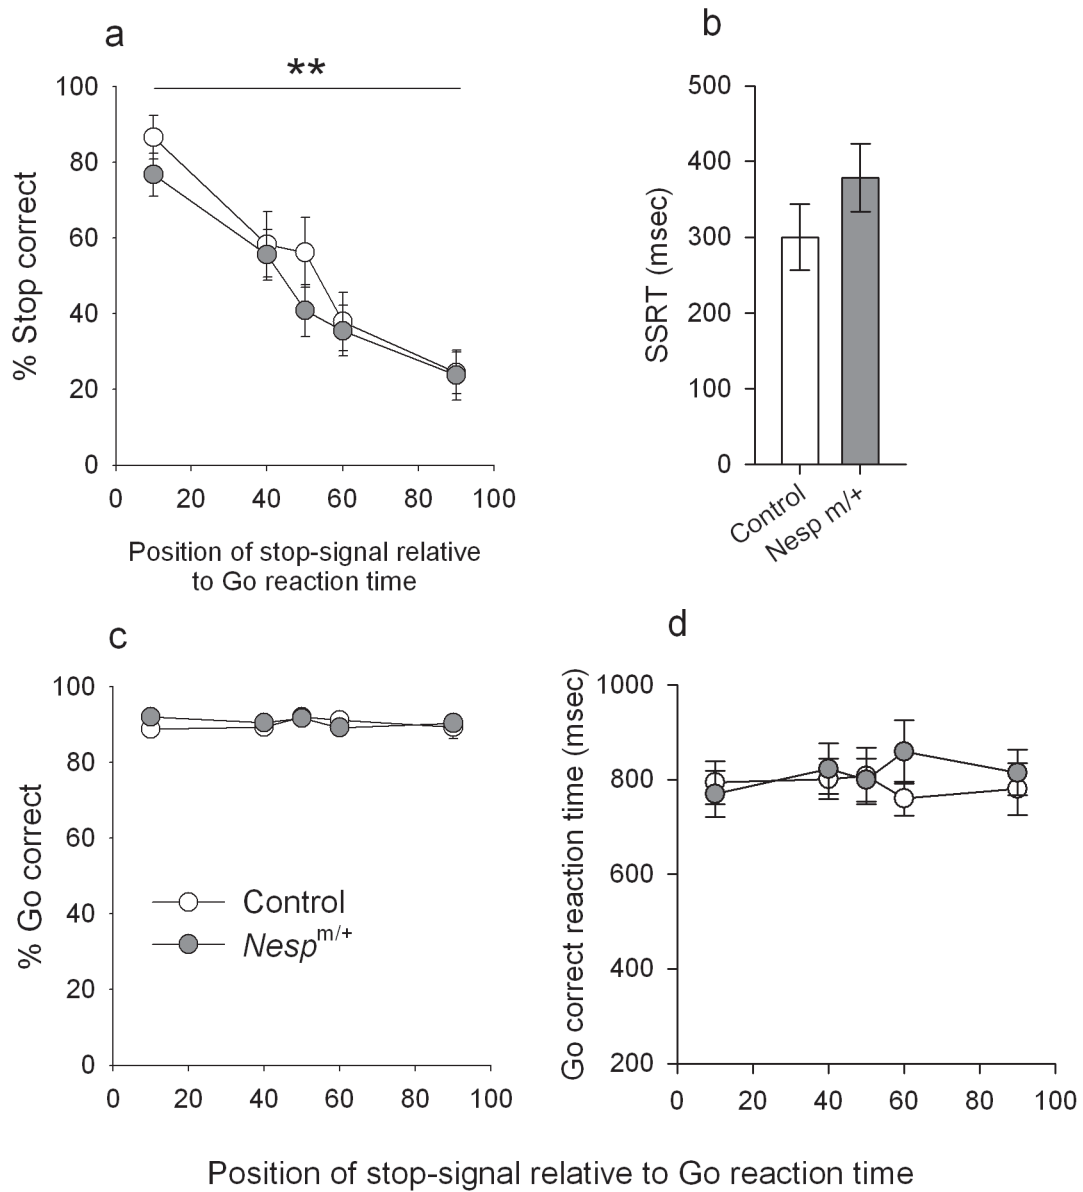 a
**
100
80
60
40
20
0
% Stop correct
0 20 40 60 80 100
Position of stop-signal relative
to Go reaction time
b
500
400
300
200
100
0
SSRT (msec)
Control
Nesp m/+
c
100
80
60
40
20
0
% Go correct
Control
Nesp m/+
0 20 40 60 80 100
d
1000
800
600
400
200
Go correct reaction time (msec)
0 20 40 60 80 100
Position of stop-signal relative to Go reaction time